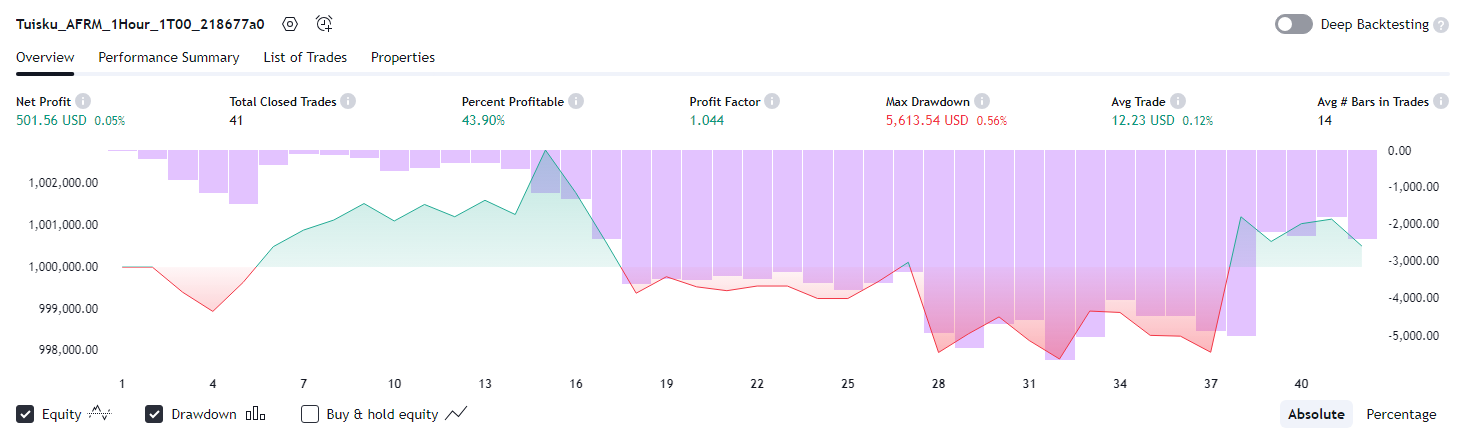 Tuisku_AFRM_1Hour_1T00_218677a0 Deep Backtesting ?
Overview Performance Summary List of Trades Properties
Net Profit i Total Closed Trades i Percent Profitable i Profit Factor i Max Drawdown i Avg Trade i Avg # Bars in Trades i
501.56 USD 0.05% 41 43.90% 1.044 5,613.54 USD 0.56% 12.23 USD 0.12% 14
0.00
1,002,000.00 -1,000.00
1,001,000.00 -2,000.00
1,000,000.00 -3,000.00
999,000.00 -4,000.00
998,000.00 -5,000.00
1 4 7 10 13 16 19 22 25 28 31 34 37 40
Equity Drawdown Buy & hold equity Absolute Percentage